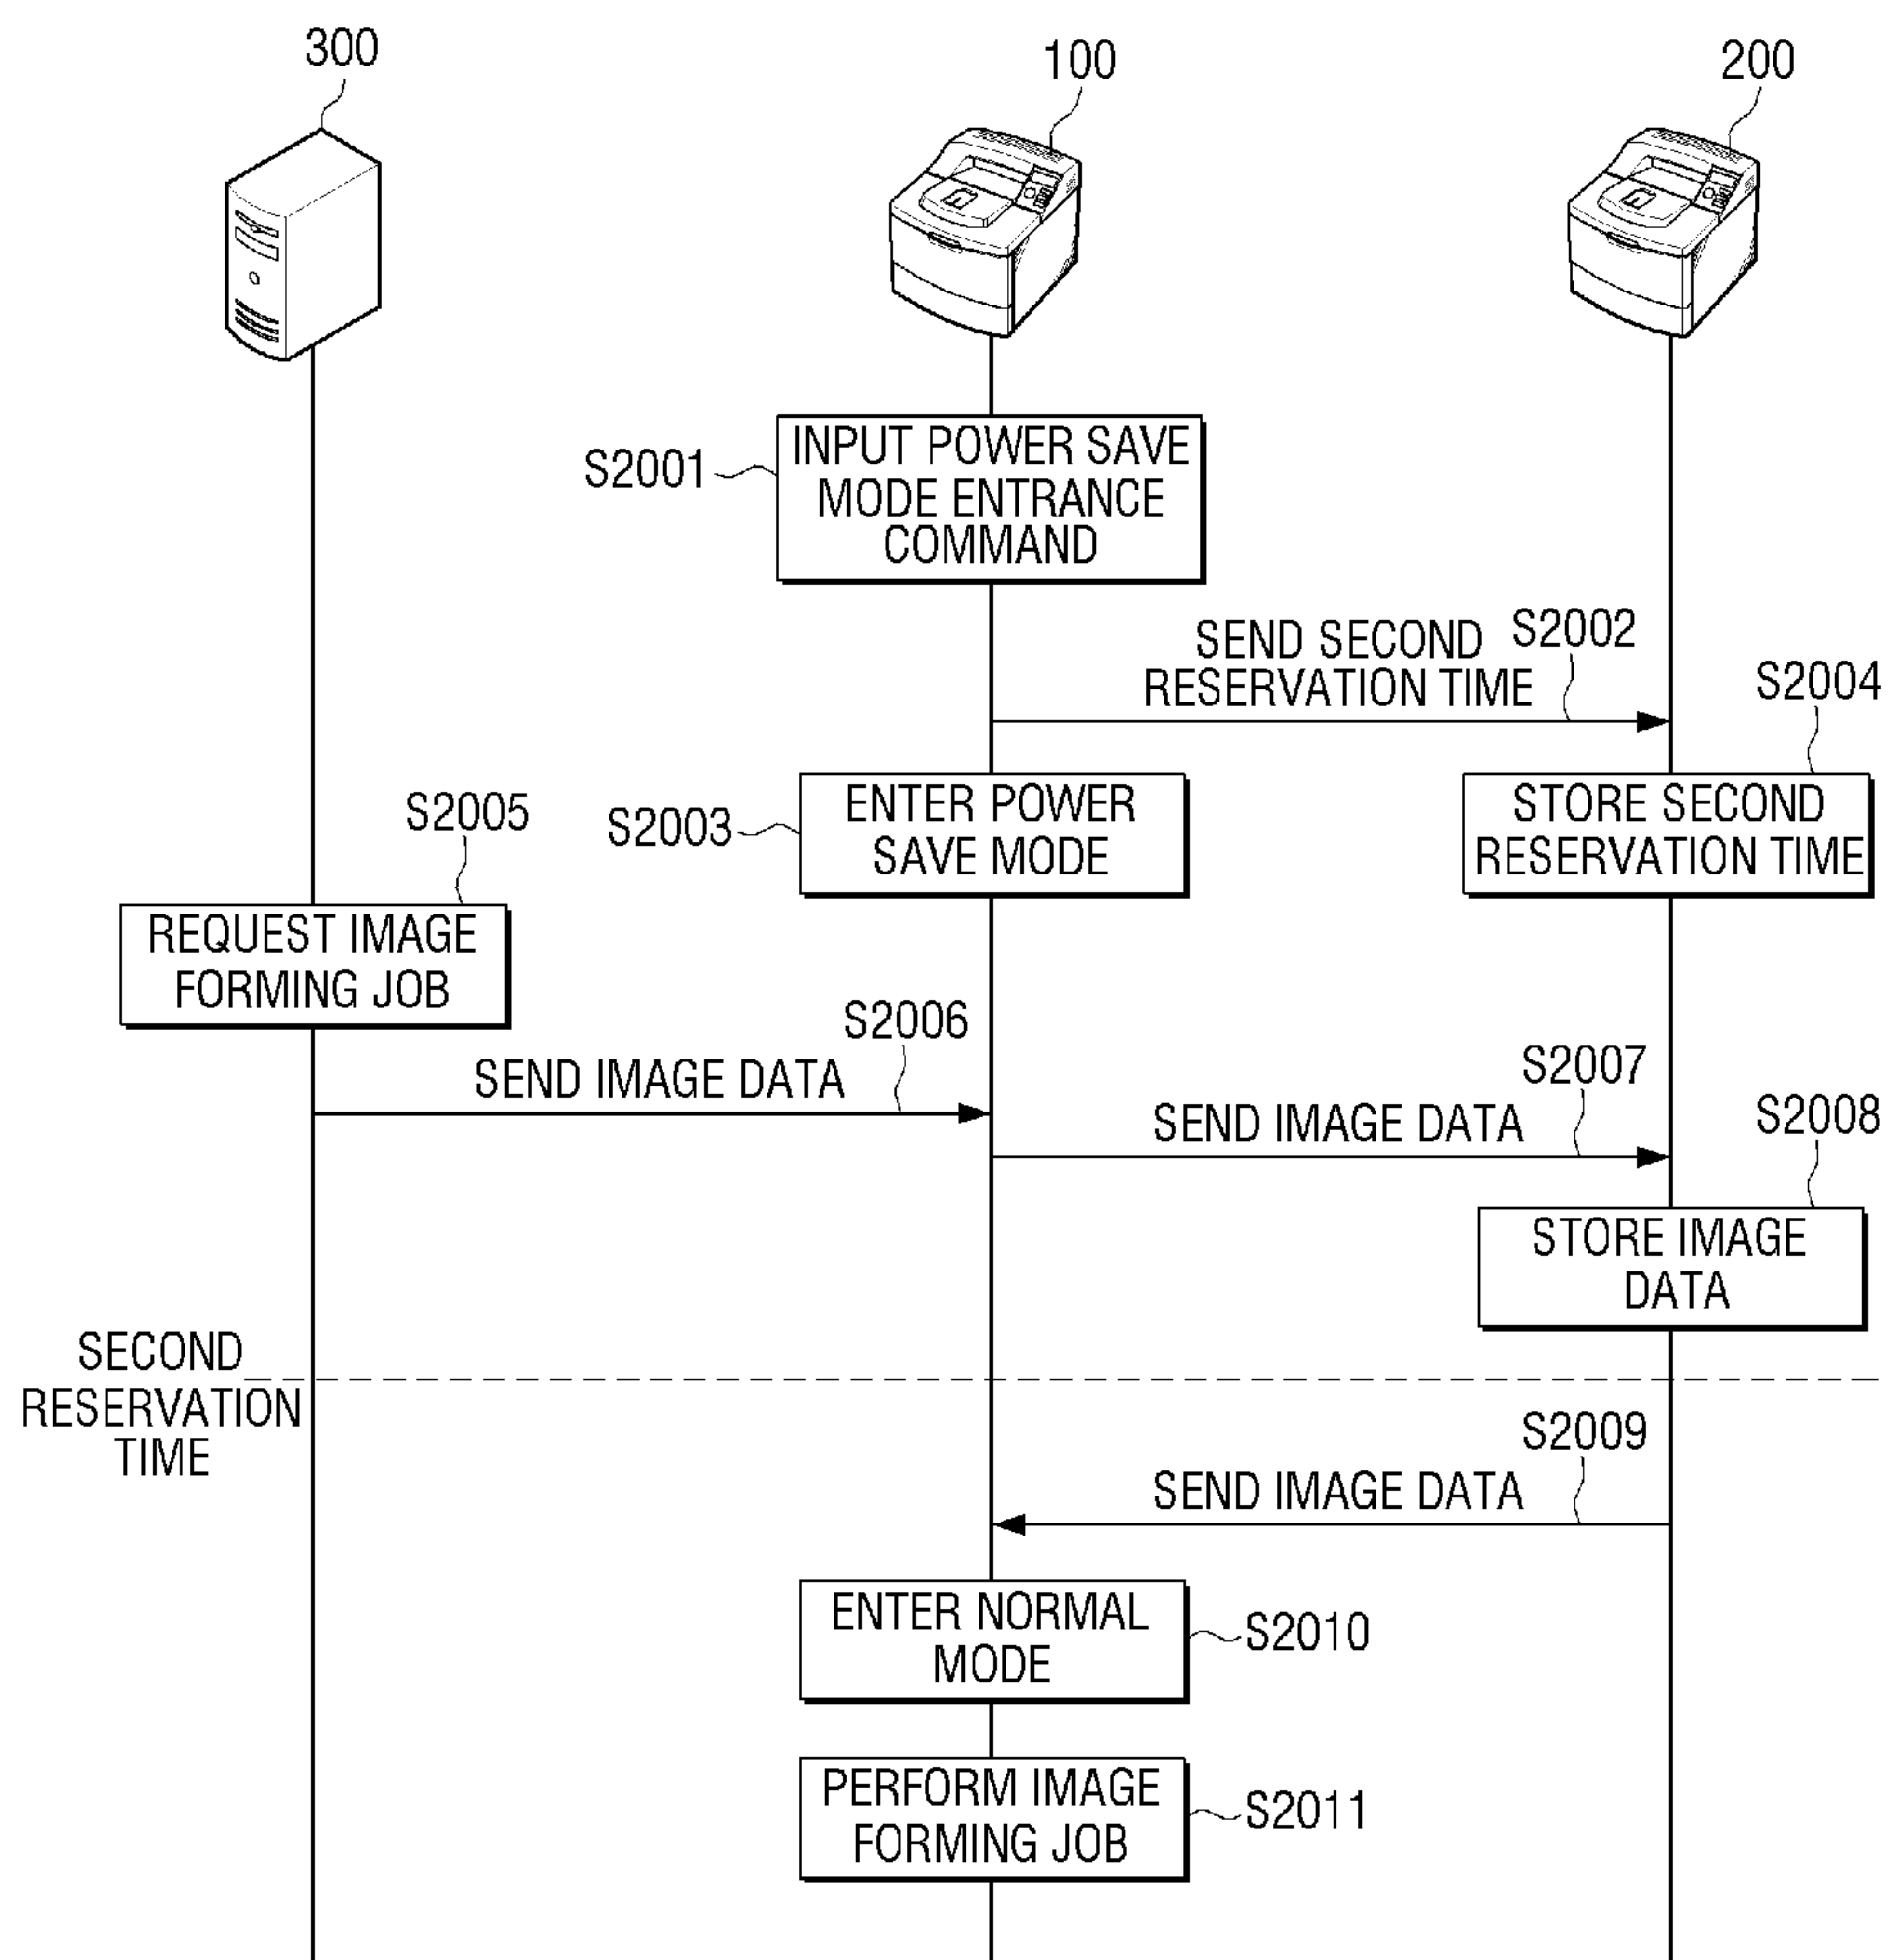 300
100
200
S2001
INPUT POWER SAVE
MODE ENTRANCE
COMMAND
SEND SECOND
RESERVATION TIME
S2002
S2004
S2003
ENTER POWER
SAVE MODE
STORE SECOND
RESERVATION TIME
S2005
REQUEST IMAGE
FORMING JOB
S2006
SEND IMAGE DATA
S2007
SEND IMAGE DATA
S2008
STORE IMAGE
DATA
SECOND
RESERVATION
TIME
S2009
SEND IMAGE DATA
ENTER NORMAL
MODE
S2010
PERFORM IMAGE
FORMING JOB
S2011